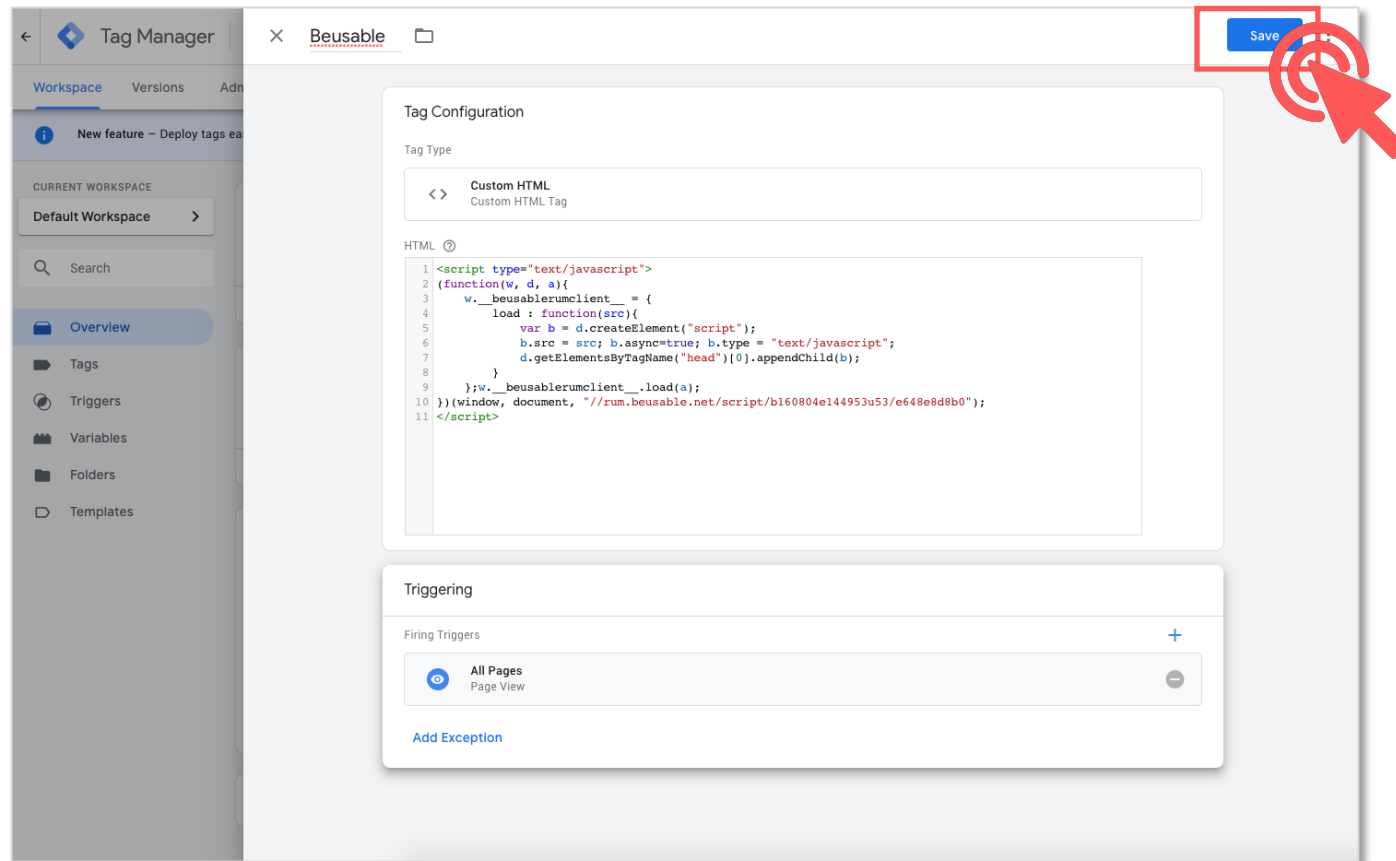 Tag Manager
Beusable
Save
Workspace Versions Adm
New feature – Deploy tags eas
CURRENT WORKSPACE
Default Workspace
Search
Overview
Tags
Triggers
Variables
Folders
Templates
Tag Configuration
Tag Type
Custom HTML
Custom HTML Tag
HTML
1 <script type="text/javascript">
2 (function(w, d, a){
3     w.__beusablerumclient__ = {
4         load : function(src){
5             var b = d.createElement("script");
6             b.src = src; b.async=true; b.type = "text/javascript";
7             d.getElementsByTagName("head")[0].appendChild(b);
8         }
9     };w.__beusablerumclient__.load(a);
10 })(window, document, "//rum.beusable.net/script/b160804e144953u53/e648e8d8b0");
11 </script>
Triggering
Firing Triggers
All Pages
Page View
Add Exception